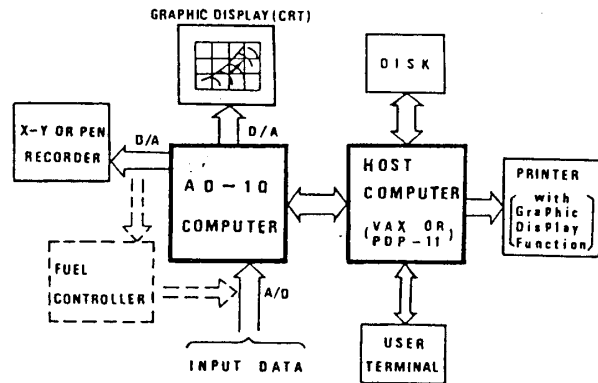 GRAPHIC DISPLAY (CRT)
DISK
D/A
X-Y OR PEN
RECORDER
D/A
AD-10
COMPUTER
HOST
COMPUTER
(VAX OR
PDP-11)
PRINTER
(with
GraPhic
DisPlay
Function)
FUEL
CONTROLLER
A/D
INPUT DATA
USER
TERMINAL